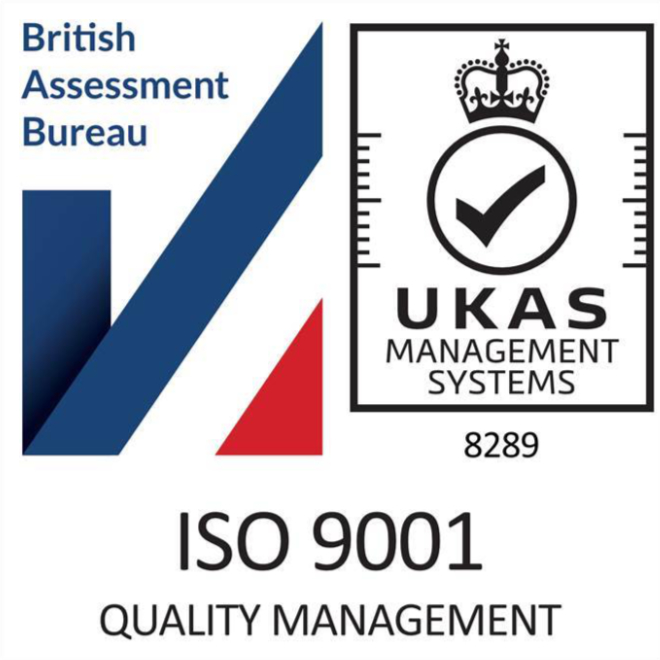 British
Assessment
Bureau
UKAS
MANAGEMENT
SYSTEMS
8289
ISO 9001
QUALITY MANAGEMENT